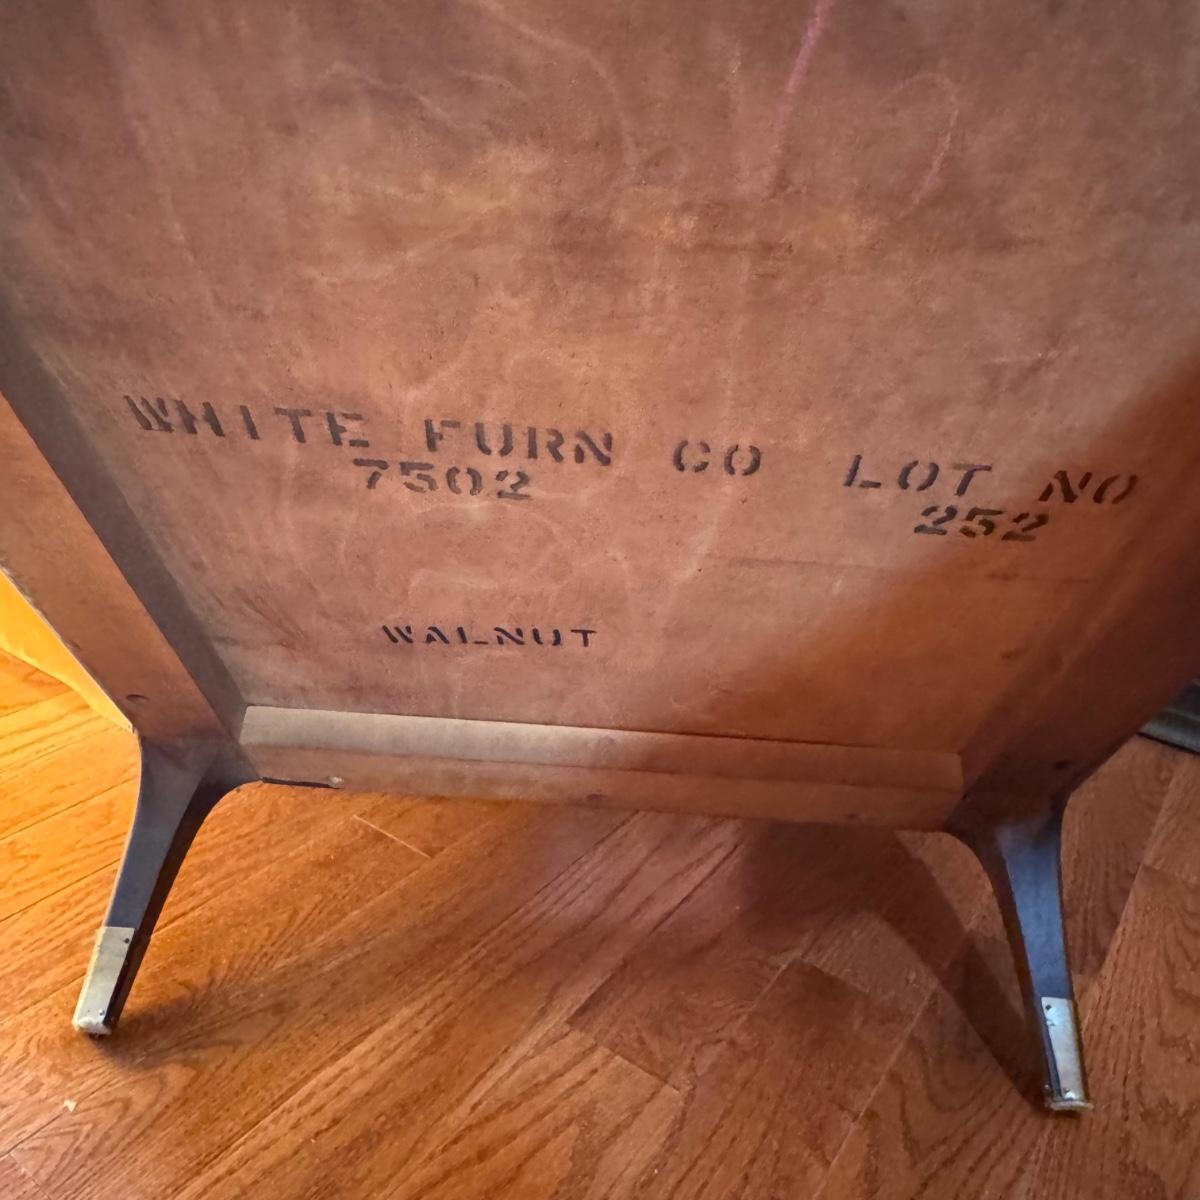 WHITE FURN CO LOT NO
7502 252
WALNUT